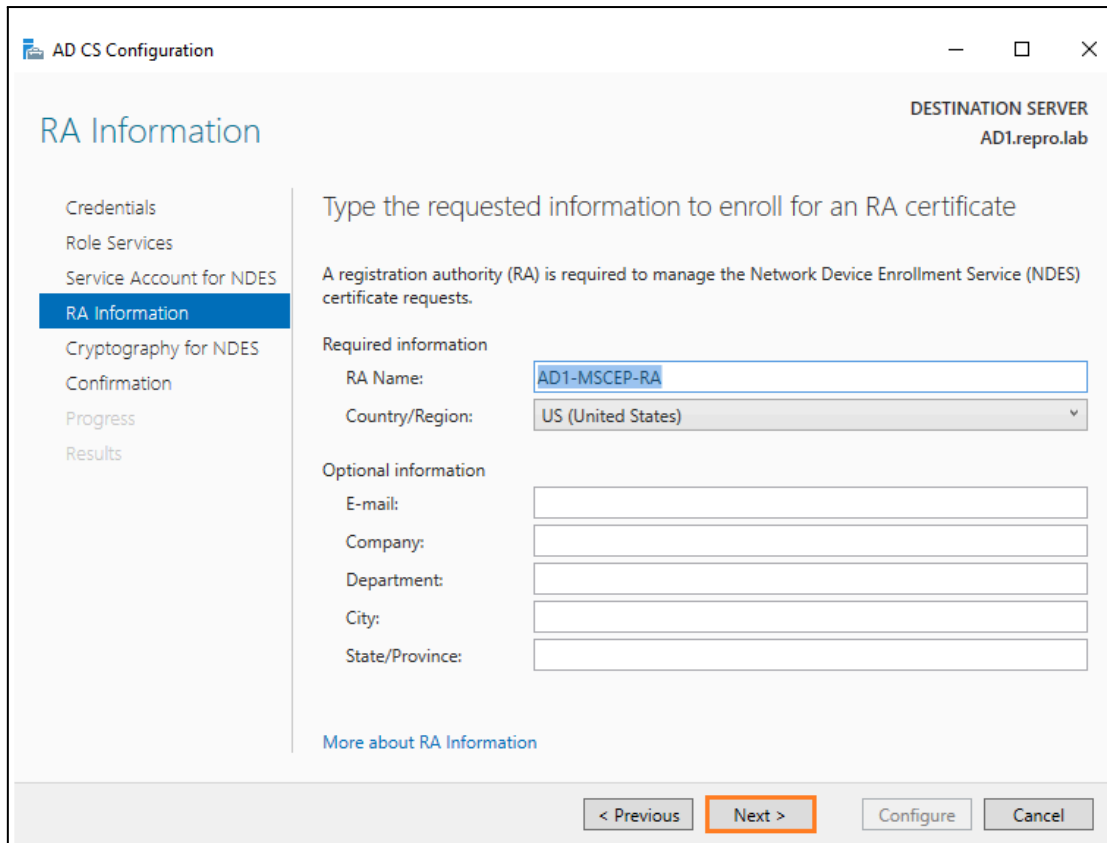 AD CS Configuration
RA Information
DESTINATION SERVER
AD1.repro.lab
Credentials
Role Services
Service Account for NDES
RA Information
Cryptography for NDES
Confirmation
Progress
Results
Type the requested information to enroll for an RA certificate
A registration authority (RA) is required to manage the Network Device Enrollment Service (NDES)
certificate requests.
Required information
RA Name: AD1-MSCEP-RA
Country/Region: US (United States)
Optional information
E-mail:
Company:
Department:
City:
State/Province:
More about RA Information
< Previous Next > Configure Cancel